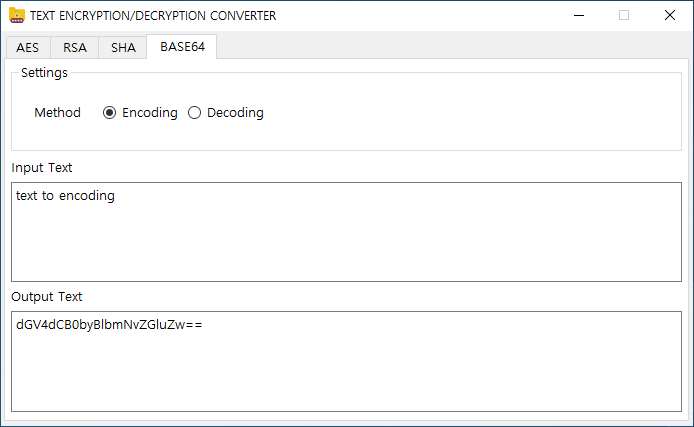 TEXT ENCRYPTION/DECRYPTION CONVERTER
AES RSA SHA BASE64
Settings
Method Encoding Decoding
Input Text
text to encoding
Output Text
dGV4dCB0byBlbmNvZGluZw==